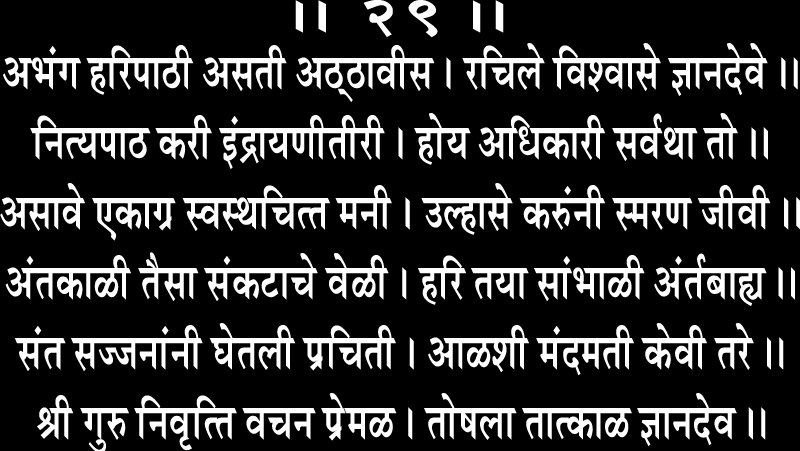 ।। २९ ।।
अभंग हरिपाठी असती अठ्ठावीस । रचिले विश्वासे ज्ञानदेवे ।।
नित्यपाठ करी इंद्रायणीतीरी । होय अधिकारी सर्वथा तो ।।
असावे एकाग्र स्वस्थचित्त मनी । उल्हासे करुंनी स्मरण जीवी ।।
अंतकाळी तैसा संकटाचे वेळी । हरि तया सांभाळी अंर्तबाह्य ।।
संत सज्जनांनी घेतली प्रचिती । आळशी मंदमती केवी तरे ।।
श्री गुरु निवृत्ति वचन प्रेमळ । तोषला तात्काळ ज्ञानदेव ।।